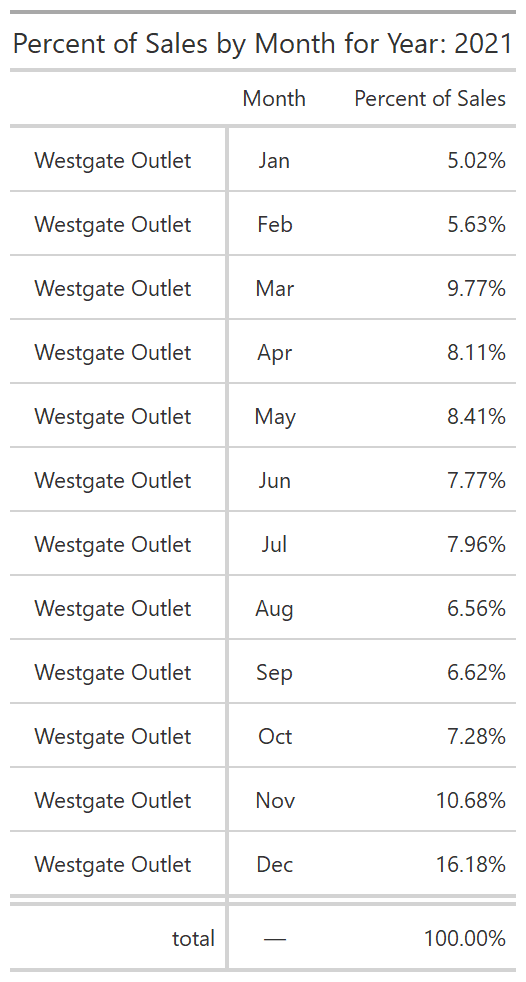 Percent of Sales by Month for Year: 2021
Month Percent of Sales
Westgate Outlet Jan 5.02%
Westgate Outlet Feb 5.63%
Westgate Outlet Mar 9.77%
Westgate Outlet Apr 8.11%
Westgate Outlet May 8.41%
Westgate Outlet Jun 7.77%
Westgate Outlet Jul 7.96%
Westgate Outlet Aug 6.56%
Westgate Outlet Sep 6.62%
Westgate Outlet Oct 7.28%
Westgate Outlet Nov 10.68%
Westgate Outlet Dec 16.18%
total — 100.00%